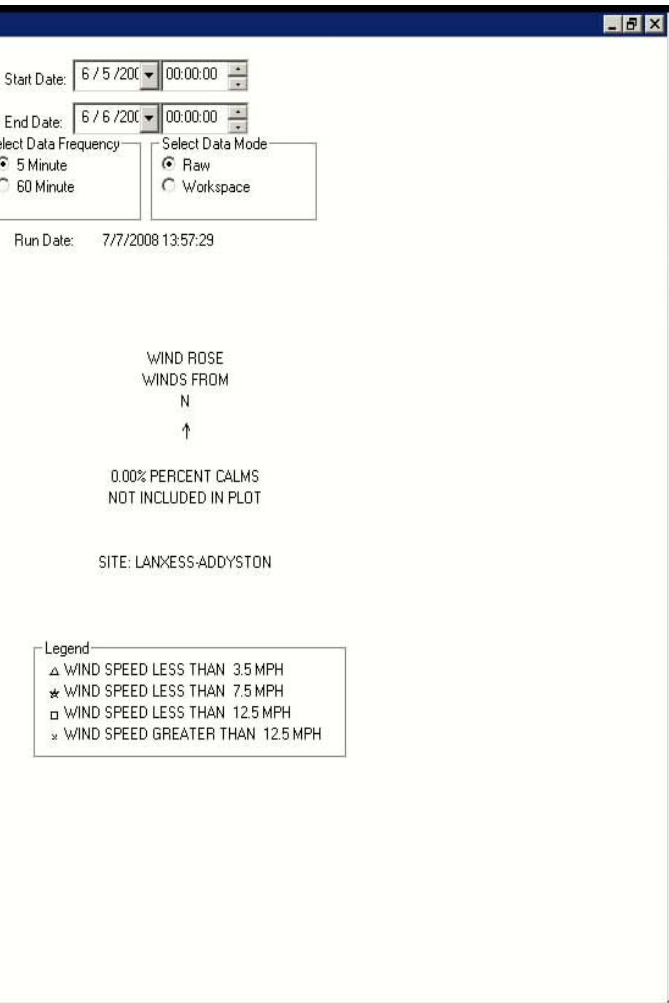 Start Date: 6 / 5 /200 00:00:00
End Date: 6 / 6 /200 00:00:00
elect Data Frequency
5 Minute
60 Minute
Select Data Mode
Raw
Workspace
Run Date: 7/7/2008 13:57:29
WIND ROSE
WINDS FROM
N
0.00% PERCENT CALMS
NOT INCLUDED IN PLOT
SITE: LANXESS-ADDYSTON
Legend
WIND SPEED LESS THAN 3.5 MPH
WIND SPEED LESS THAN 7.5 MPH
WIND SPEED LESS THAN 12.5 MPH
WIND SPEED GREATER THAN 12.5 MPH